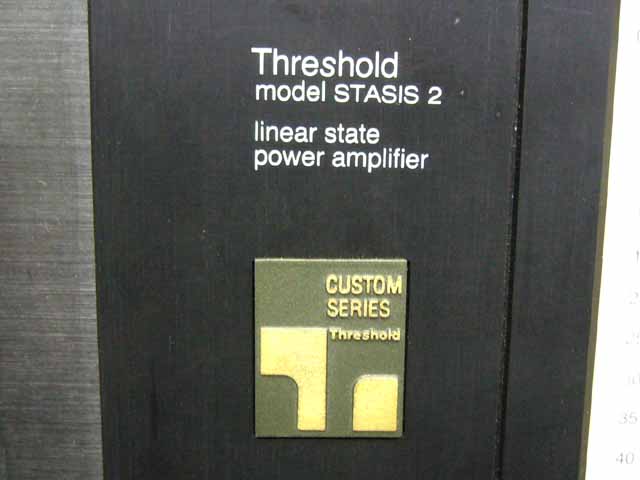 Threshold
model STASIS 2
linear state
power amplifier
CUSTOM
SERIES
Threshold
35
40